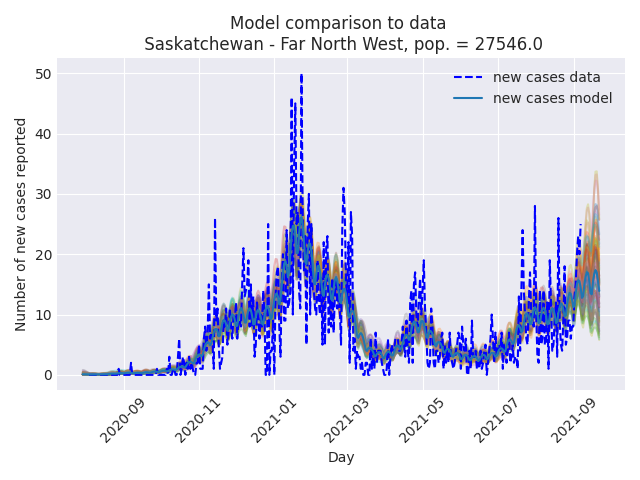 Model comparison to data
Saskatchewan - Far North West, pop. = 27546.0
new cases data
new cases model
Number of new cases reported
50
40
30
20
10
0
2020-09
2020-11
2021-01
2021-03
2021-05
2021-07
2021-09
Day